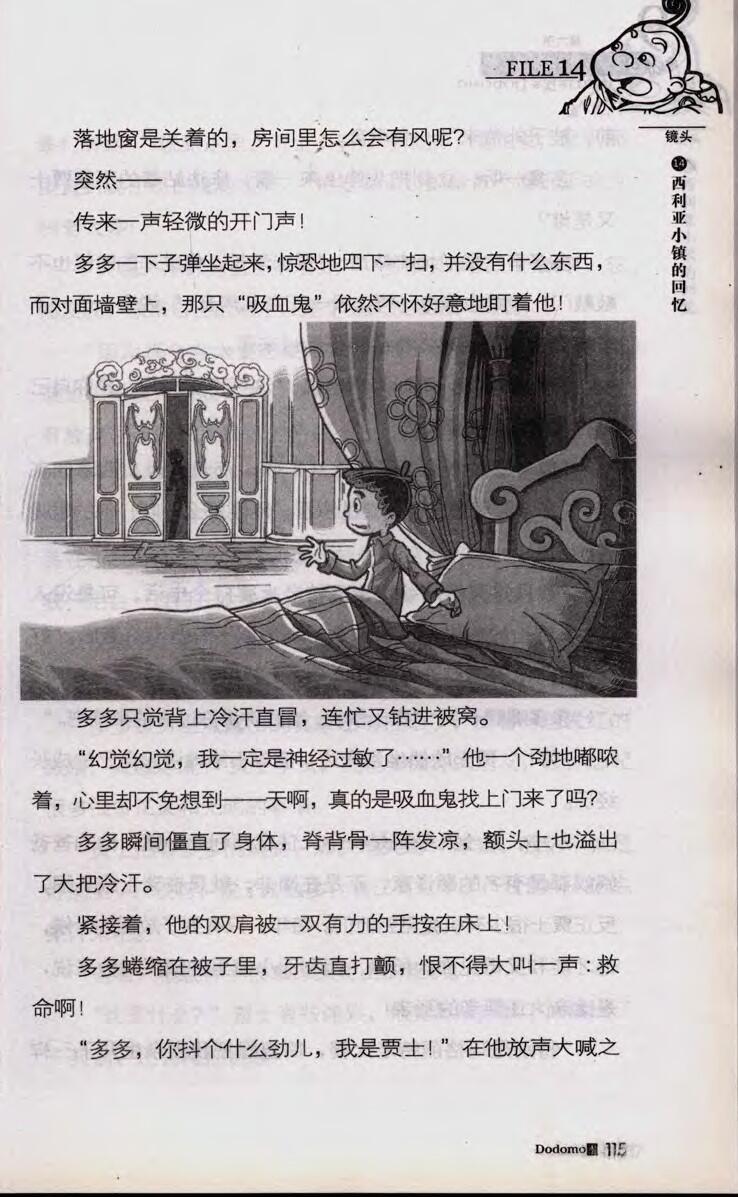 FILE14
镜头
14
西利亚小镇的回忆
落地窗是关着的，房间里怎么会有风呢？
突然——
传来一声轻微的开门声！
多多一下子弹坐起来，惊恐地四下一扫，并没有什么东西，
而对面墙壁上，那只“吸血鬼”依然不怀好意地盯着他！
多多只觉背上冷汗直冒，连忙又钻进被窝。
“幻觉幻觉，我一定是神经过敏了……”他一个劲地嘟哝
着，心里却不免想到——天啊，真的是吸血鬼找上门来了吗？
多多瞬间僵直了身体，脊背骨一阵发凉，额头上也溢出
了大把冷汗。
紧接着，他的双肩被一双有力的手按在床上！
多多蜷缩在被子里，牙齿直打颤，恨不得大叫一声：救
命啊！
“多多，你抖个什么劲儿，我是贾士！”在他放声大喊之
Dodomo 115